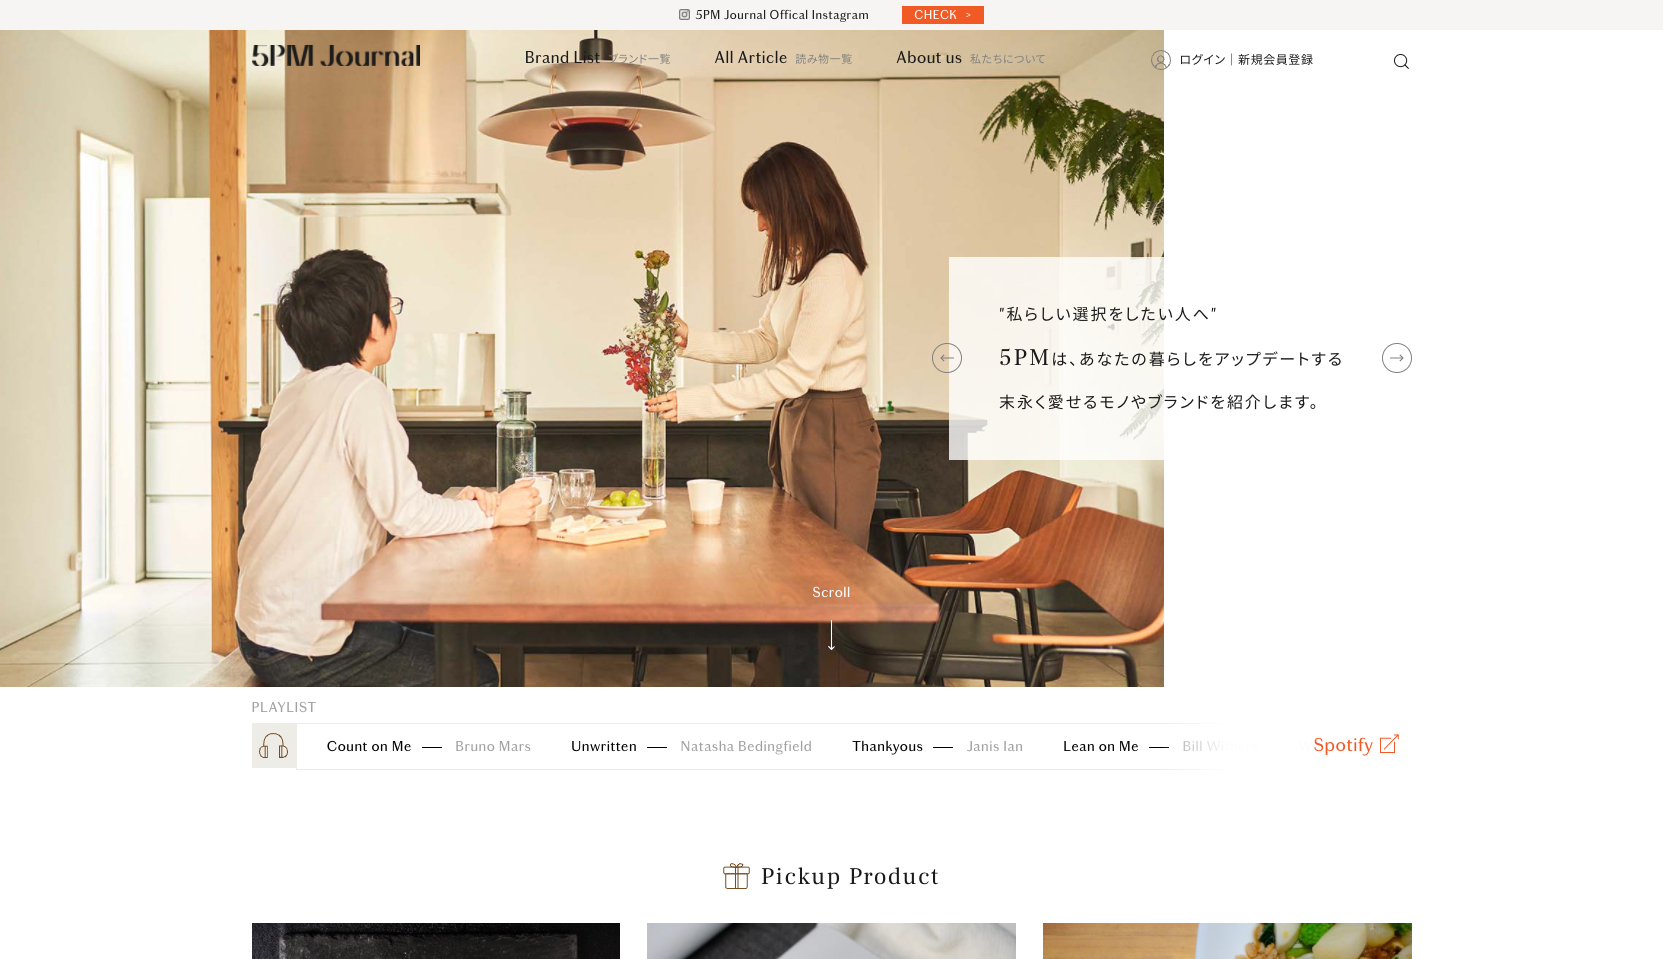 5PM Journal Offical Instagram
CHECK >
5PM Journal
Brand List ブランド一覧
All Article 読み物一覧
About us 私たちについて
ログイン | 新規会員登録
"私らしい選択をしたい人へ"
5PMは、あなたの暮らしをアップデートする
末永く愛せるモノやブランドを紹介します。
Scroll
PLAYLIST
Count on Me — Bruno Mars
Unwritten — Natasha Bedingfield
Thankyous — Janis Ian
Lean on Me — Bill
Spotify
Pickup Product